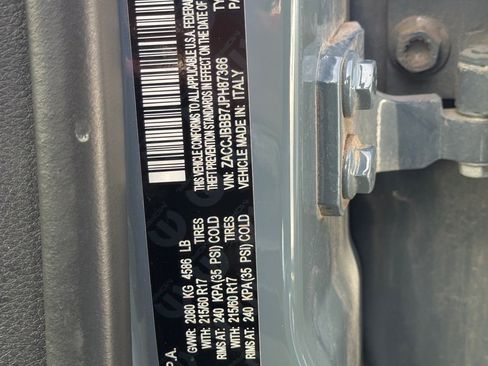 P.A.
GVWR: 2080 KG 4586 LB
WITH: 215/60 R17 TIRES
RIMS AT: 240 KPA(35 PSI) COLD
WITH: 215/60 R17 TIRES
RIMS AT: 240 KPA(35 PSI) COLD
THIS VEHICLE CONFORMS TO ALL APPLICABLE U.S.A. FEDERAL
THEFT PREVENTION STANDARDS IN EFFECT ON THE
VIN: ZACCJBBB7JPH87366
VEHICLE MADE IN: ITALY
TY
PA